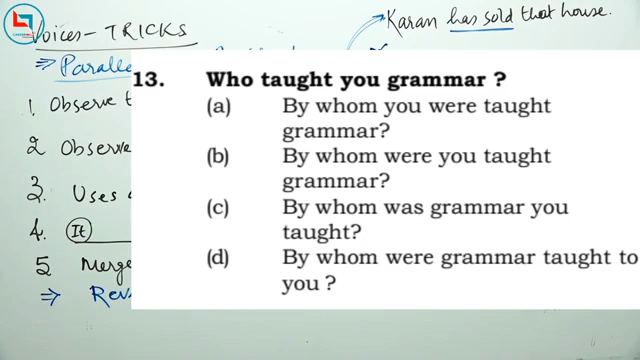 Voices- TRICKS
Karan has sold that house.
⇒ Paralle
13. Who taught you grammar ?
(a) By whom you were taught
grammar?
(b) By whom were you taught
grammar?
(c) By whom was grammar you
taught?
(d) By whom were grammar taught to
you ?
1. Observe t
2 Observe
3. Uses
4. It
5 Merge
⇒ Rev